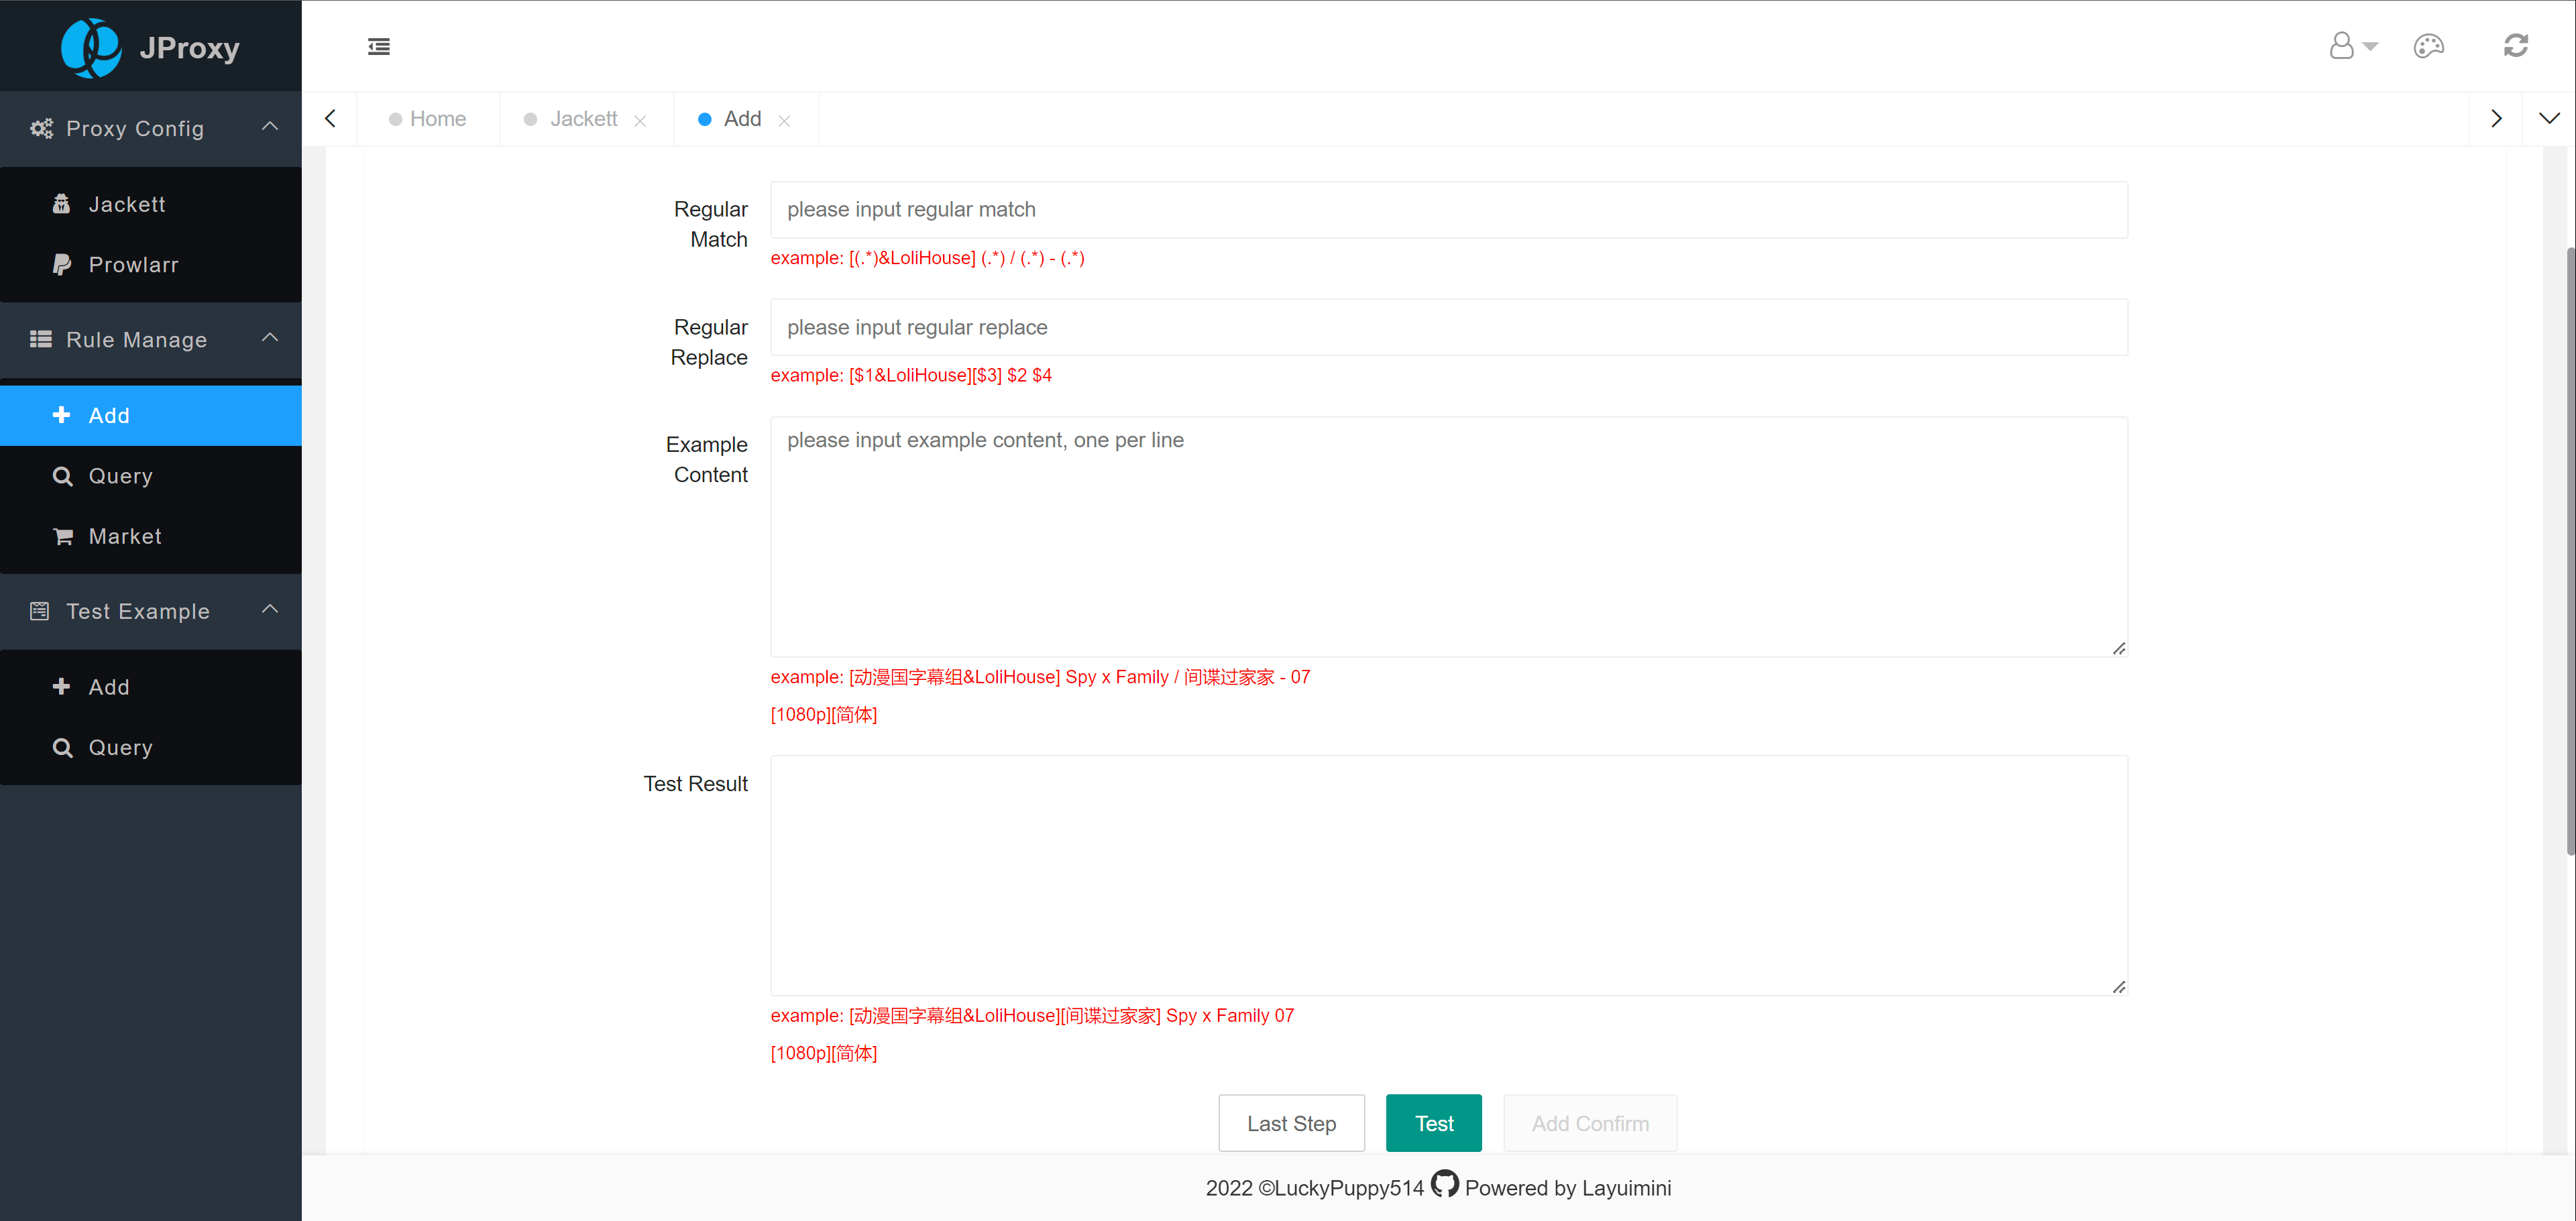 JProxy
Proxy Config
Jackett
Prowlarr
Rule Manage
Add
Query
Market
Test Example
Add
Query
Home
Jackett
Add
Regular
Match
please input regular match
example: [(.*)&LoliHouse] (.*) / (.*) - (.*)
Regular
Replace
please input regular replace
example: [$1&LoliHouse][$3] $2 $4
Example
Content
please input example content, one per line
example: [动漫国字幕组&LoliHouse] Spy x Family / 间谍过家家 - 07
[1080p][简体]
Test Result
example: [动漫国字幕组&LoliHouse][间谍过家家] Spy x Family 07
[1080p][简体]
Last Step
Test
Add Confirm
2022 ©LuckyPuppy514 Powered by Layuimini